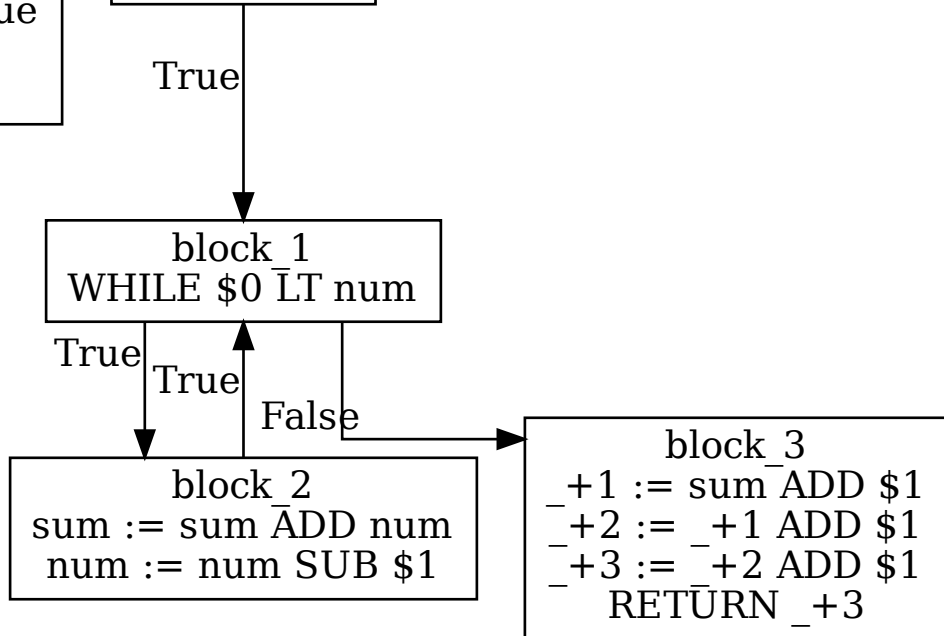 True
block_1
WHILE $0 LT num
True
True
False
block_2
sum := sum ADD num
num := num SUB $1
block_3
_+1 := sum ADD $1
_+2 := _+1 ADD $1
_+3 := _+2 ADD $1
RETURN _+3